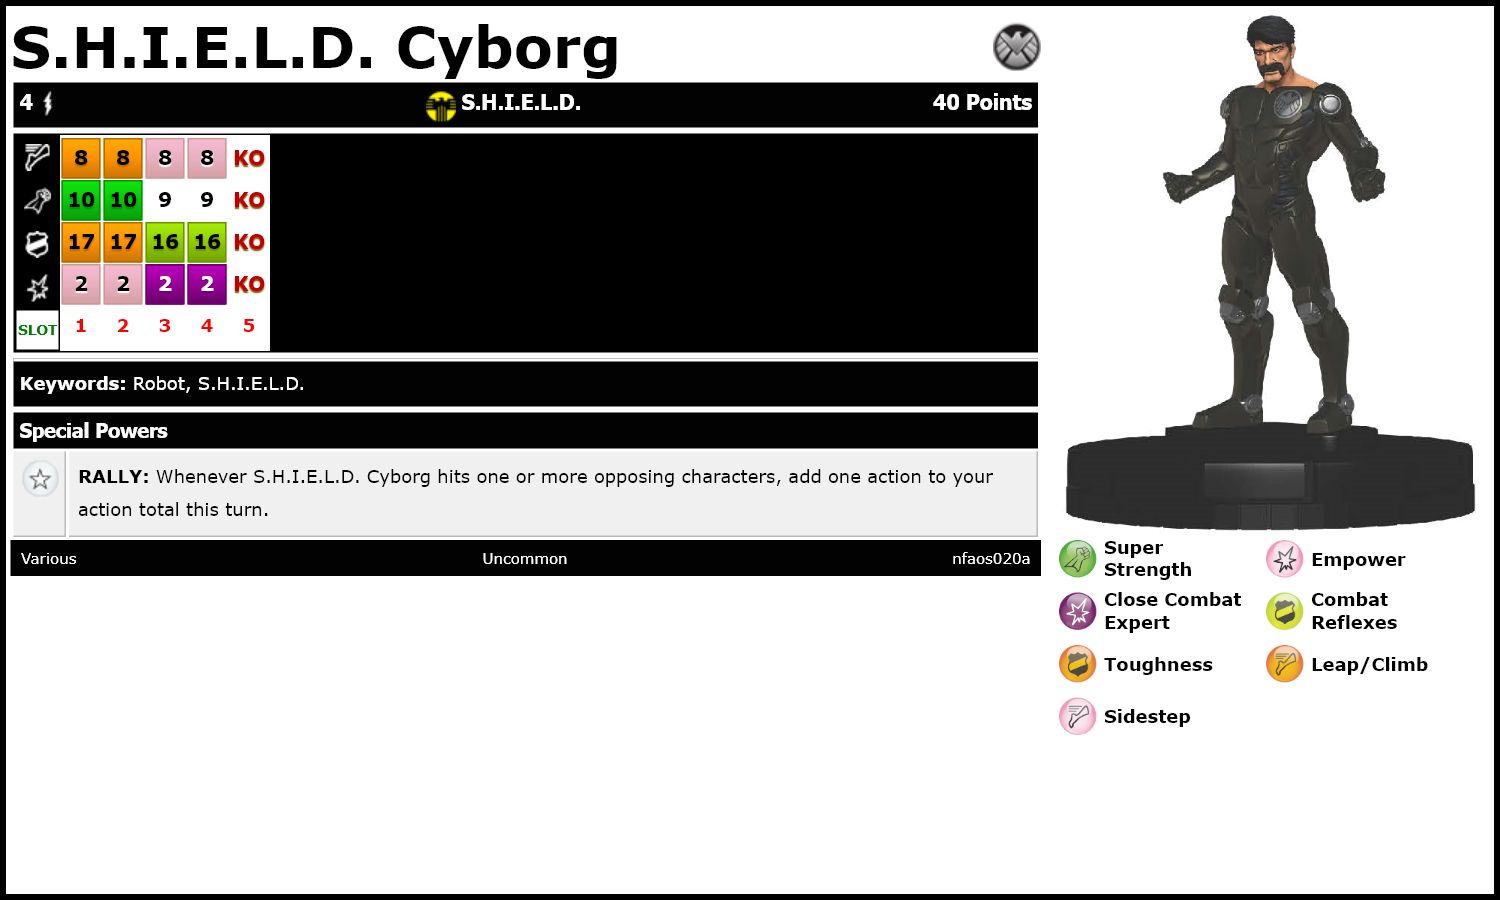 S.H.I.E.L.D. Cyborg
4 S.H.I.E.L.D. 40 Points
8 8 8 8 KO
10 10 9 9 KO
17 17 16 16 KO
2 2 2 2 KO
SLOT 1 2 3 4 5
Keywords: Robot, S.H.I.E.L.D.
Special Powers
RALLY: Whenever S.H.I.E.L.D. Cyborg hits one or more opposing characters, add one action to your
action total this turn.
Various Uncommon nfaos020a
Super
Strength
Empower
Close Combat
Expert
Combat
Reflexes
Toughness
Leap/Climb
Sidestep